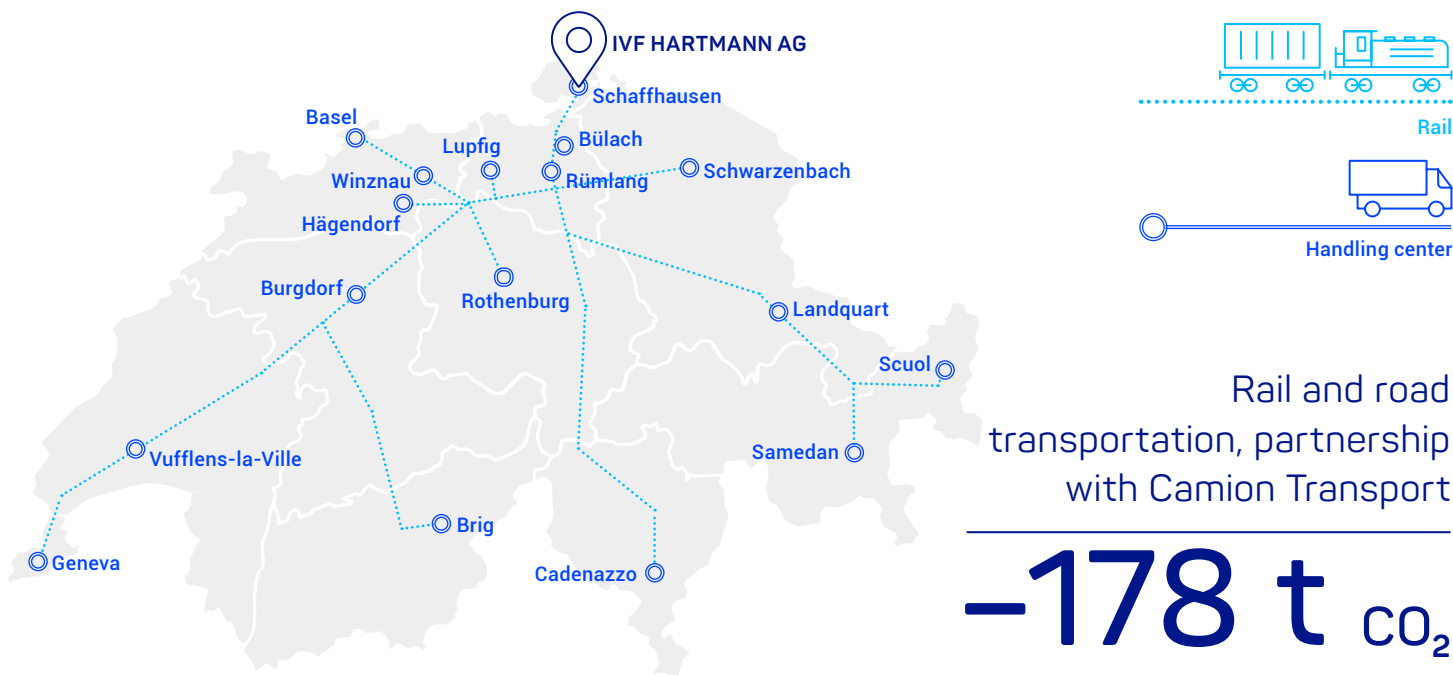 IVF HARTMANN AG
Schaffhausen
Basel
Bülach
Lupfig
Winznau
Rümlang
Schwarzenbach
Hägendorf
Burgdorf
Rothenburg
Landquart
Scuol
Vufflens-la-Ville
Samedan
Brig
Geneva
Cadenazzo
Rail
Handling center
Rail and road
transportation, partnership
with Camion Transport
–178 t CO₂